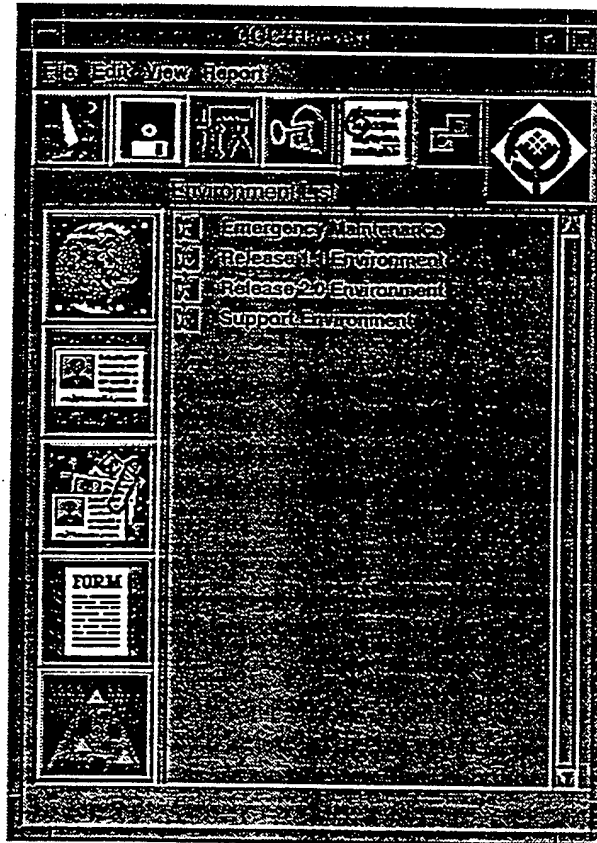 File Edit View Report
Environment List
Emergency Maintenance
Release 1.1 Environment
Release 2.0 Environment
Support Environment
FORM